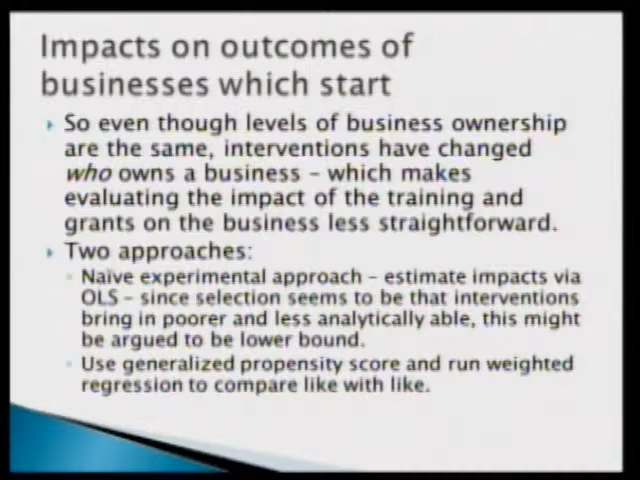 Impacts on outcomes of
businesses which start
So even though levels of business ownership
are the same, interventions have changed
who owns a business – which makes
evaluating the impact of the training and
grants on the business less straightforward.
Two approaches:
Naïve experimental approach – estimate impacts via
OLS – since selection seems to be that interventions
bring in poorer and less analytically able, this might
be argued to be lower bound.
Use generalized propensity score and run weighted
regression to compare like with like.